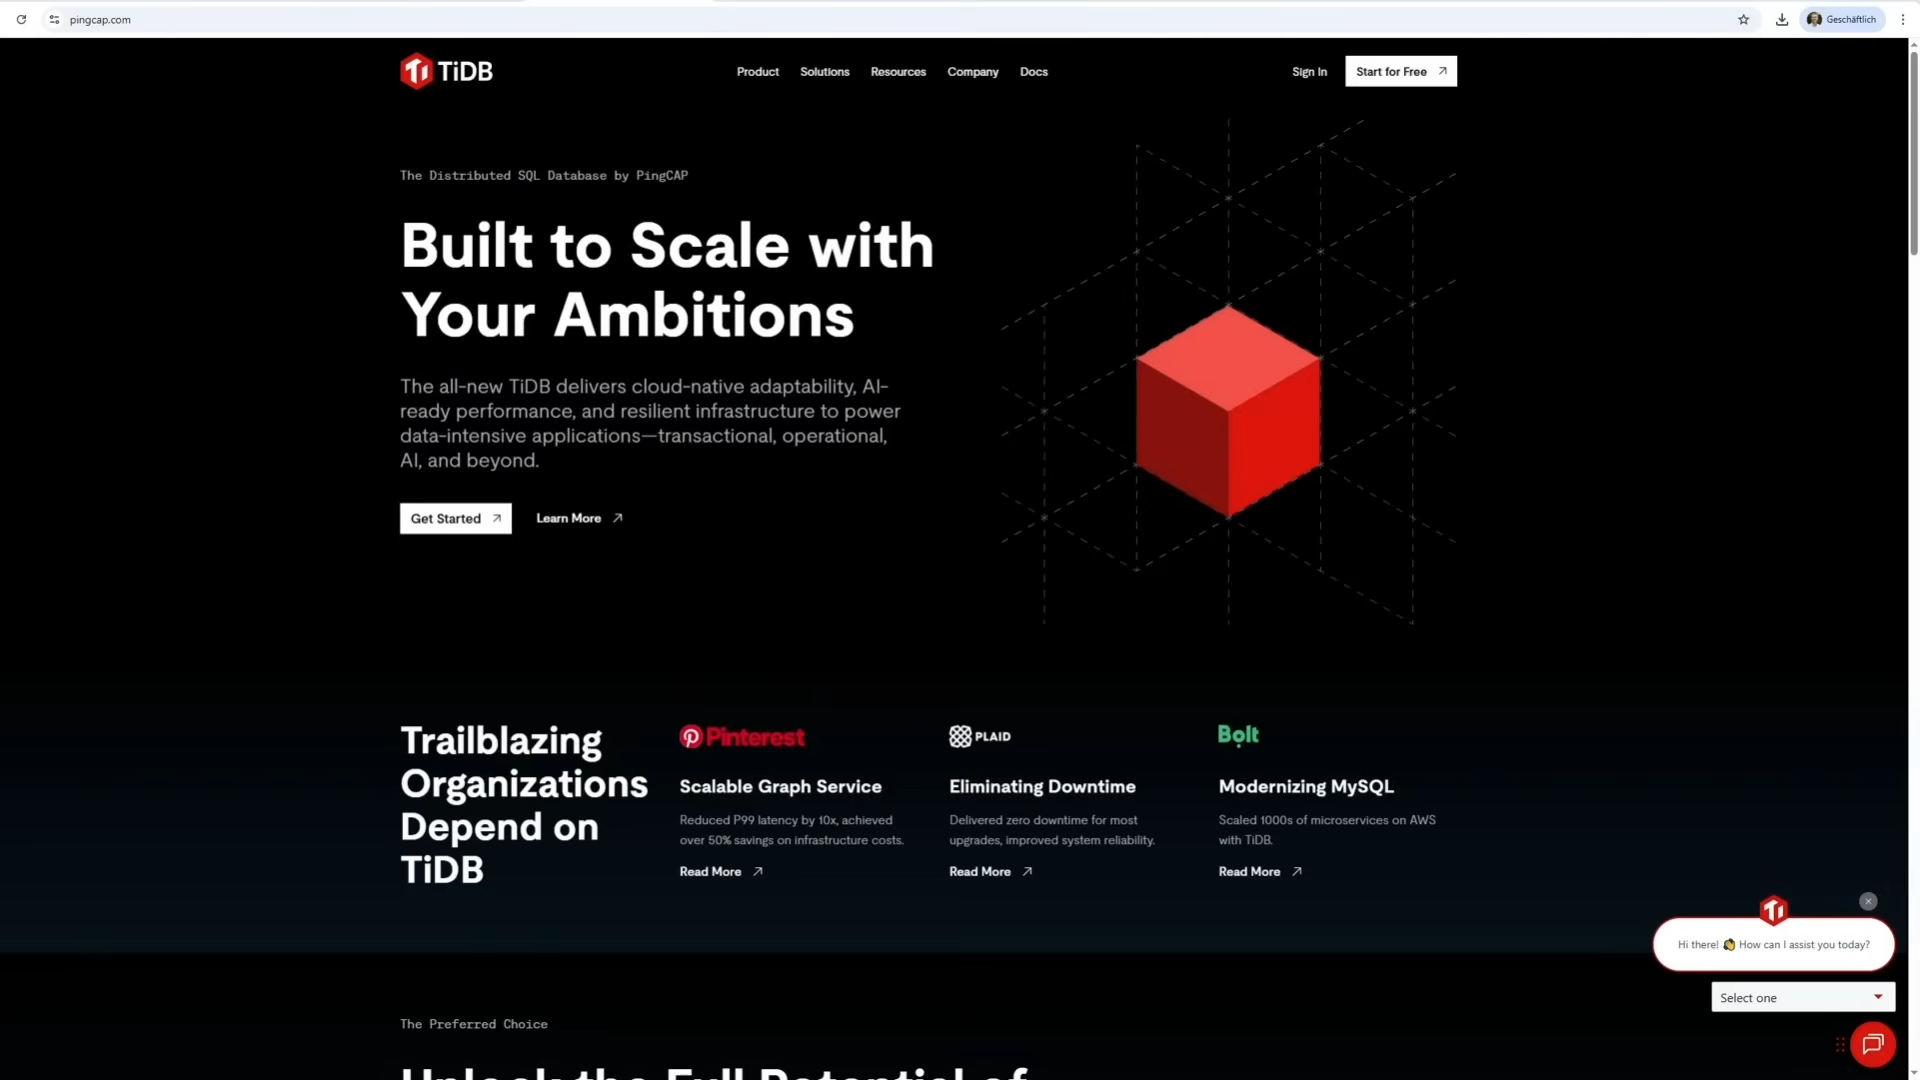 pingcap.com
Geschäftlich
TiDB
Product
Solutions
Resources
Company
Docs
Sign In
Start for Free
The Distributed SQL Database by PingCAP
Built to Scale with
Your Ambitions
The all-new TiDB delivers cloud-native adaptability, AI-
ready performance, and resilient infrastructure to power
data-intensive applications—transactional, operational,
AI, and beyond.
Get Started
Learn More
Trailblazing
Organizations
Depend on
TiDB
Pinterest
Scalable Graph Service
Reduced P99 latency by 10x, achieved
over 50% savings on infrastructure costs.
Read More
PLAID
Eliminating Downtime
Delivered zero downtime for most
upgrades, improved system reliability.
Read More
Bolt
Modernizing MySQL
Scaled 1000s of microservices on AWS
with TiDB.
Read More
Hi there! 👋 How can I assist you today?
Select one
The Preferred Choice
Unlock the Full Potential of